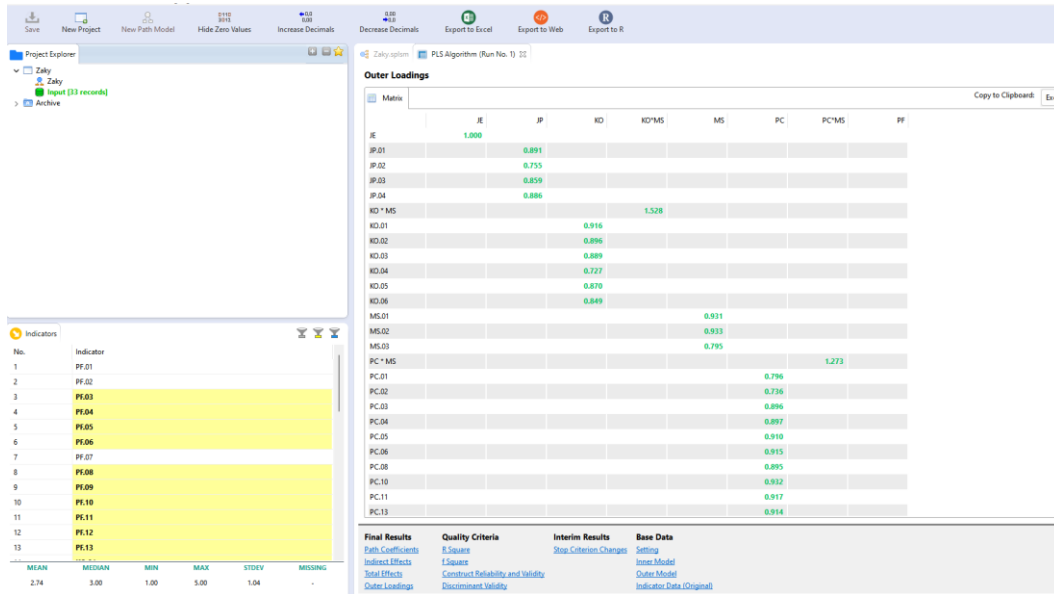 Save New Project New Path Model Hide Zero Values Increase Decimals Decrease Decimals Export to Excel Export to Web Export to R
Project Explorer
Zaky
Zaky
Input [33 records]
Archive
Indicators
No. Indicator
1 PF.01
2 PF.02
3 PF.03
4 PF.04
5 PF.05
6 PF.06
7 PF.07
8 PF.08
9 PF.09
10 PF.10
11 PF.11
12 PF.12
13 PF.13
MEAN MEDIAN MIN MAX STDEV MISSING
2.74 3.00 1.00 5.00 1.04 -
Zaky.splsm PLS Algorithm (Run No. 1)
Outer Loadings
Matrix Copy to Clipboard:
JE JP KO KO*MS MS PC PC*MS PF
JE 1.000
JP.01 0.891
JP.02 0.755
JP.03 0.859
JP.04 0.886
KO * MS 1.528
KO.01 0.916
KO.02 0.896
KO.03 0.889
KO.04 0.727
KO.05 0.870
KO.06 0.849
MS.01 0.931
MS.02 0.933
MS.03 0.795
PC * MS 1.273
PC.01 0.796
PC.02 0.736
PC.03 0.896
PC.04 0.897
PC.05 0.910
PC.06 0.915
PC.08 0.895
PC.10 0.932
PC.11 0.917
PC.13 0.914
Final Results Quality Criteria Interim Results Base Data
Path Coefficients R Square Stop Criterion Changes Setting
Indirect Effects f Square Inner Model
Total Effects Construct Reliability and Validity Outer Model
Outer Loadings Discriminant Validity Indicator Data (Original)